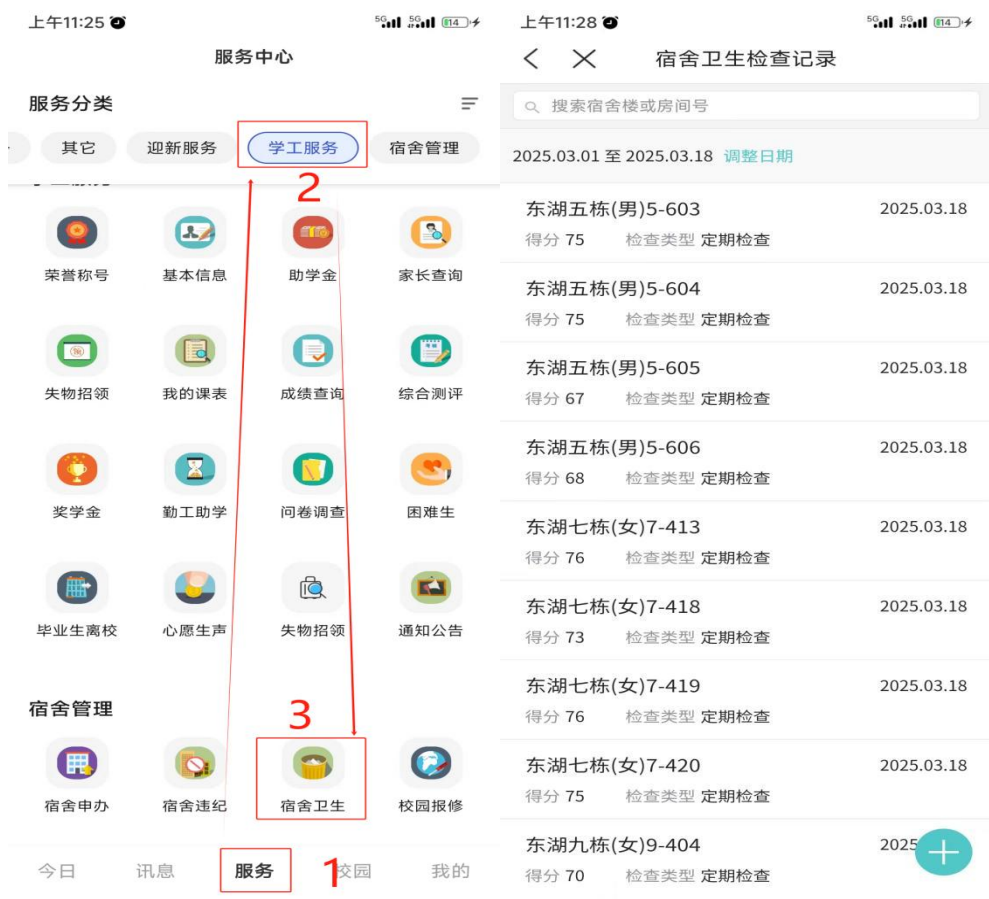 上午11:25
5G 5G 14
服务中心
服务分类
其它 迎新服务 学工服务 宿舍管理
2
荣誉称号 基本信息 助学金 家长查询
失物招领 我的课表 成绩查询 综合测评
奖学金 勤工助学 问卷调查 困难生
毕业生离校 心愿生声 失物招领 通知公告
宿舍管理
3
宿舍申办 宿舍违纪 宿舍卫生 校园报修
今日 讯息 服务 1 校园 我的
上午11:28
5G 5G 14
宿舍卫生检查记录
搜索宿舍楼或房间号
2025.03.01 至 2025.03.18 调整日期
东湖五栋(男)5-603 2025.03.18
得分 75 检查类型 定期检查
东湖五栋(男)5-604 2025.03.18
得分 75 检查类型 定期检查
东湖五栋(男)5-605 2025.03.18
得分 67 检查类型 定期检查
东湖五栋(男)5-606 2025.03.18
得分 68 检查类型 定期检查
东湖七栋(女)7-413 2025.03.18
得分 76 检查类型 定期检查
东湖七栋(女)7-418 2025.03.18
得分 73 检查类型 定期检查
东湖七栋(女)7-419 2025.03.18
得分 76 检查类型 定期检查
东湖七栋(女)7-420 2025.03.18
得分 75 检查类型 定期检查
东湖九栋(女)9-404 2025
得分 70 检查类型 定期检查